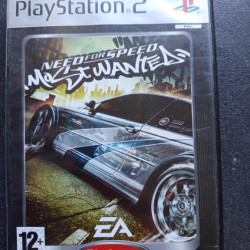 PlayStation 2
NEED FOR SPEED
MOST WANTED
EA
12+